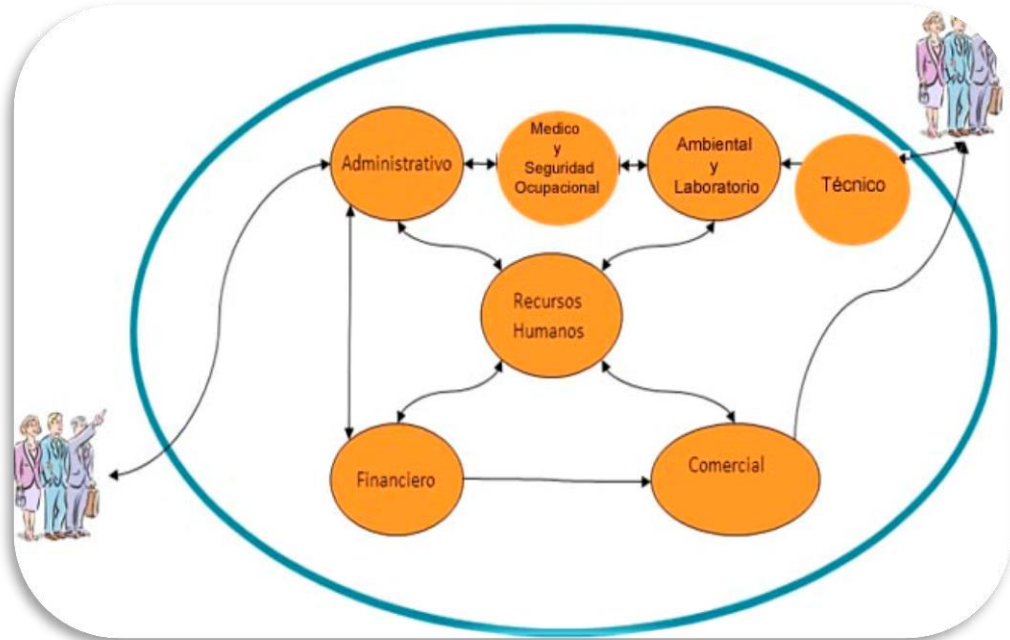 Administrativo
Medico
y
Seguridad
Ocupacional
Ambiental
y
Laboratorio
Técnico
Recursos
Humanos
Financiero
Comercial